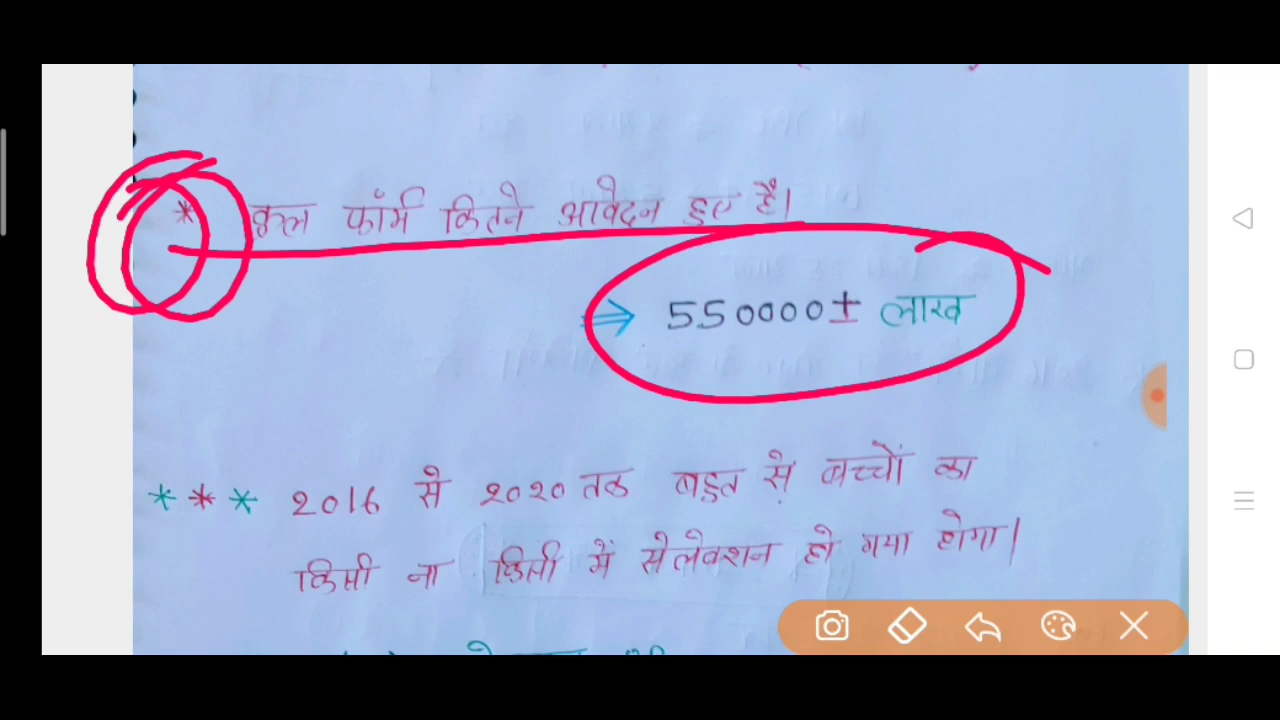 * कुल फॉर्म कितने आवेदन हुए है।
⇒ 550000± लाख
*** 2016 से 2020 तक बहुत से बच्चों का
किसी ना किसी में सेलेक्शन हो गया होगा।